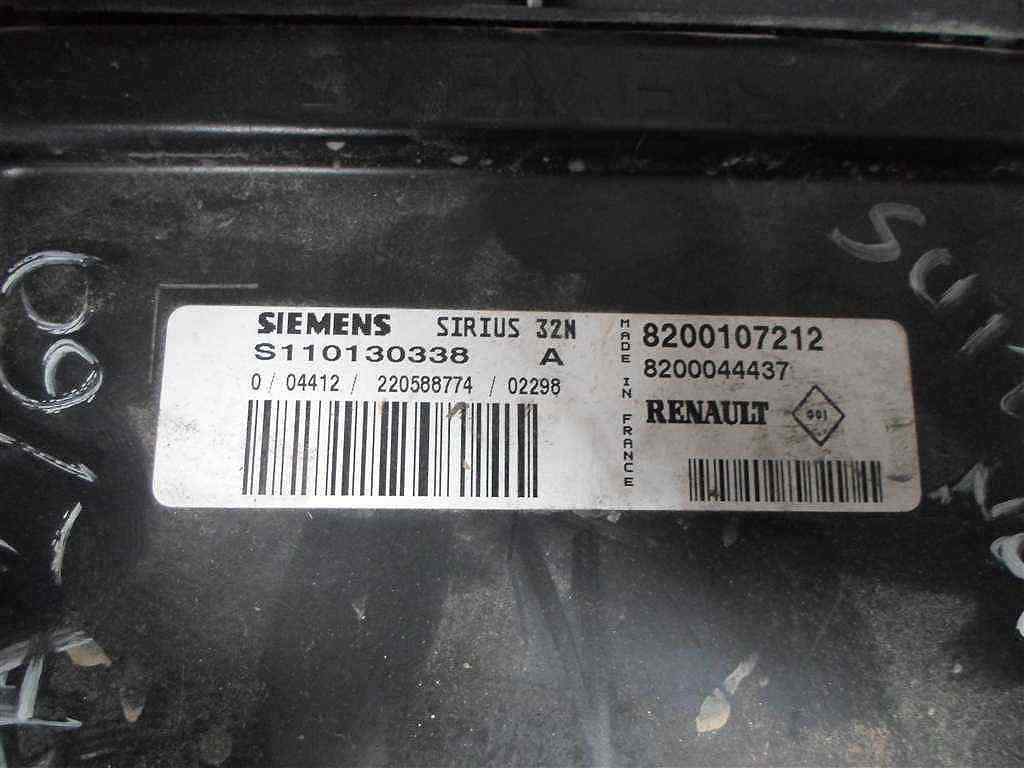 SIEMENS SIRIUS 32N
S110130338 A
0 / 04412 / 220588774 / 02298
MADE IN FRANCE
8200107212
8200044437
RENAULT